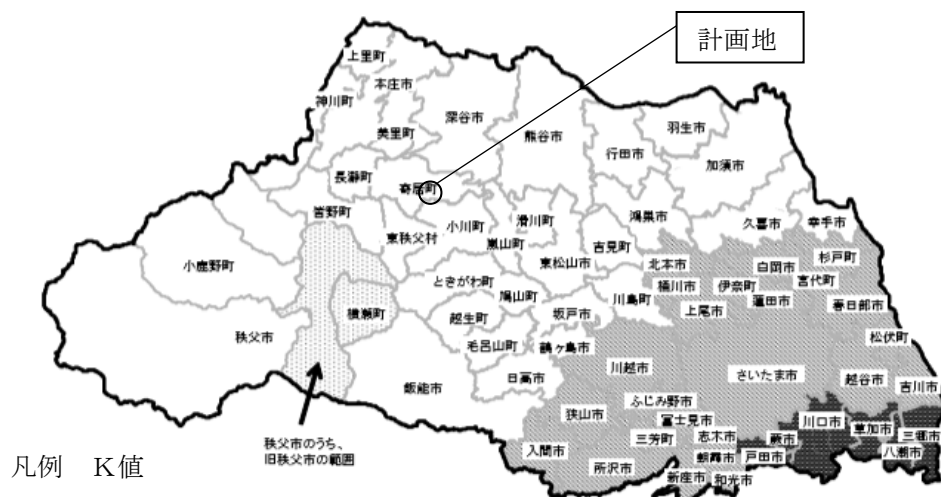 計画地
上里町
本庄市
神川町
深谷市
美里町
熊谷市
羽生市
行田市
加須市
長瀞町
寄居町
皆野町
東秩父村
小川町
滑川町
嵐山町
吉見町
鴻巣市
久喜市
幸手市
小鹿野町
東松山市
北本市
白岡市
杉戸町
ときがわ町
鳩山町
川島町
桶川市
伊奈町
宮代町
蓮田市
秩父市
横瀬町
越生町
坂戸市
上尾市
春日部市
毛呂山町
鶴ヶ島市
松伏町
川越市
さいたま市
越谷市
吉川市
飯能市
日高市
ふじみ野市
狭山市
富士見市
川口市
草加市
三郷市
入間市
三芳町
志木市
蕨市
八潮市
所沢市
朝霞市
戸田市
新座市
和光市
秩父市のうち、
旧秩父市の範囲
凡例　K値